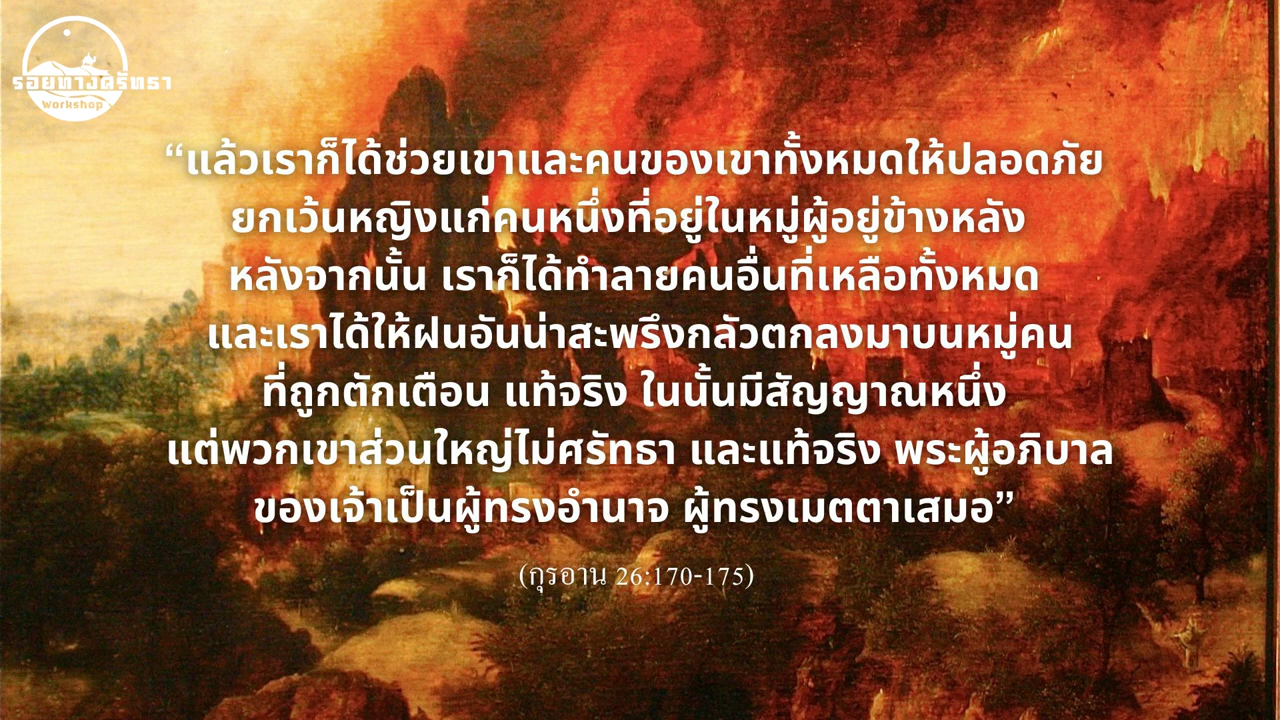 รอยทางศรัทธา
Workshop
“แล้วเราก็ได้ช่วยเขาและคนของเขาทั้งหมดให้ปลอดภัย
ยกเว้นหญิงแก่คนหนึ่งที่อยู่ในหมู่ผู้อยู่ข้างหลัง
หลังจากนั้น เราก็ได้ทำลายคนอื่นที่เหลือทั้งหมด
และเราได้ให้ฝนอันน่าสะพรึงกลัวตกลงมาบนหมู่คน
ที่ถูกตักเตือน แท้จริง ในนั้นมีสัญญาณหนึ่ง
แต่พวกเขาส่วนใหญ่ไม่ศรัทธา และแท้จริง พระผู้อภิบาล
ของเจ้าเป็นผู้ทรงอำนาจ ผู้ทรงเมตตาเสมอ”
(กุรอาน 26:170-175)